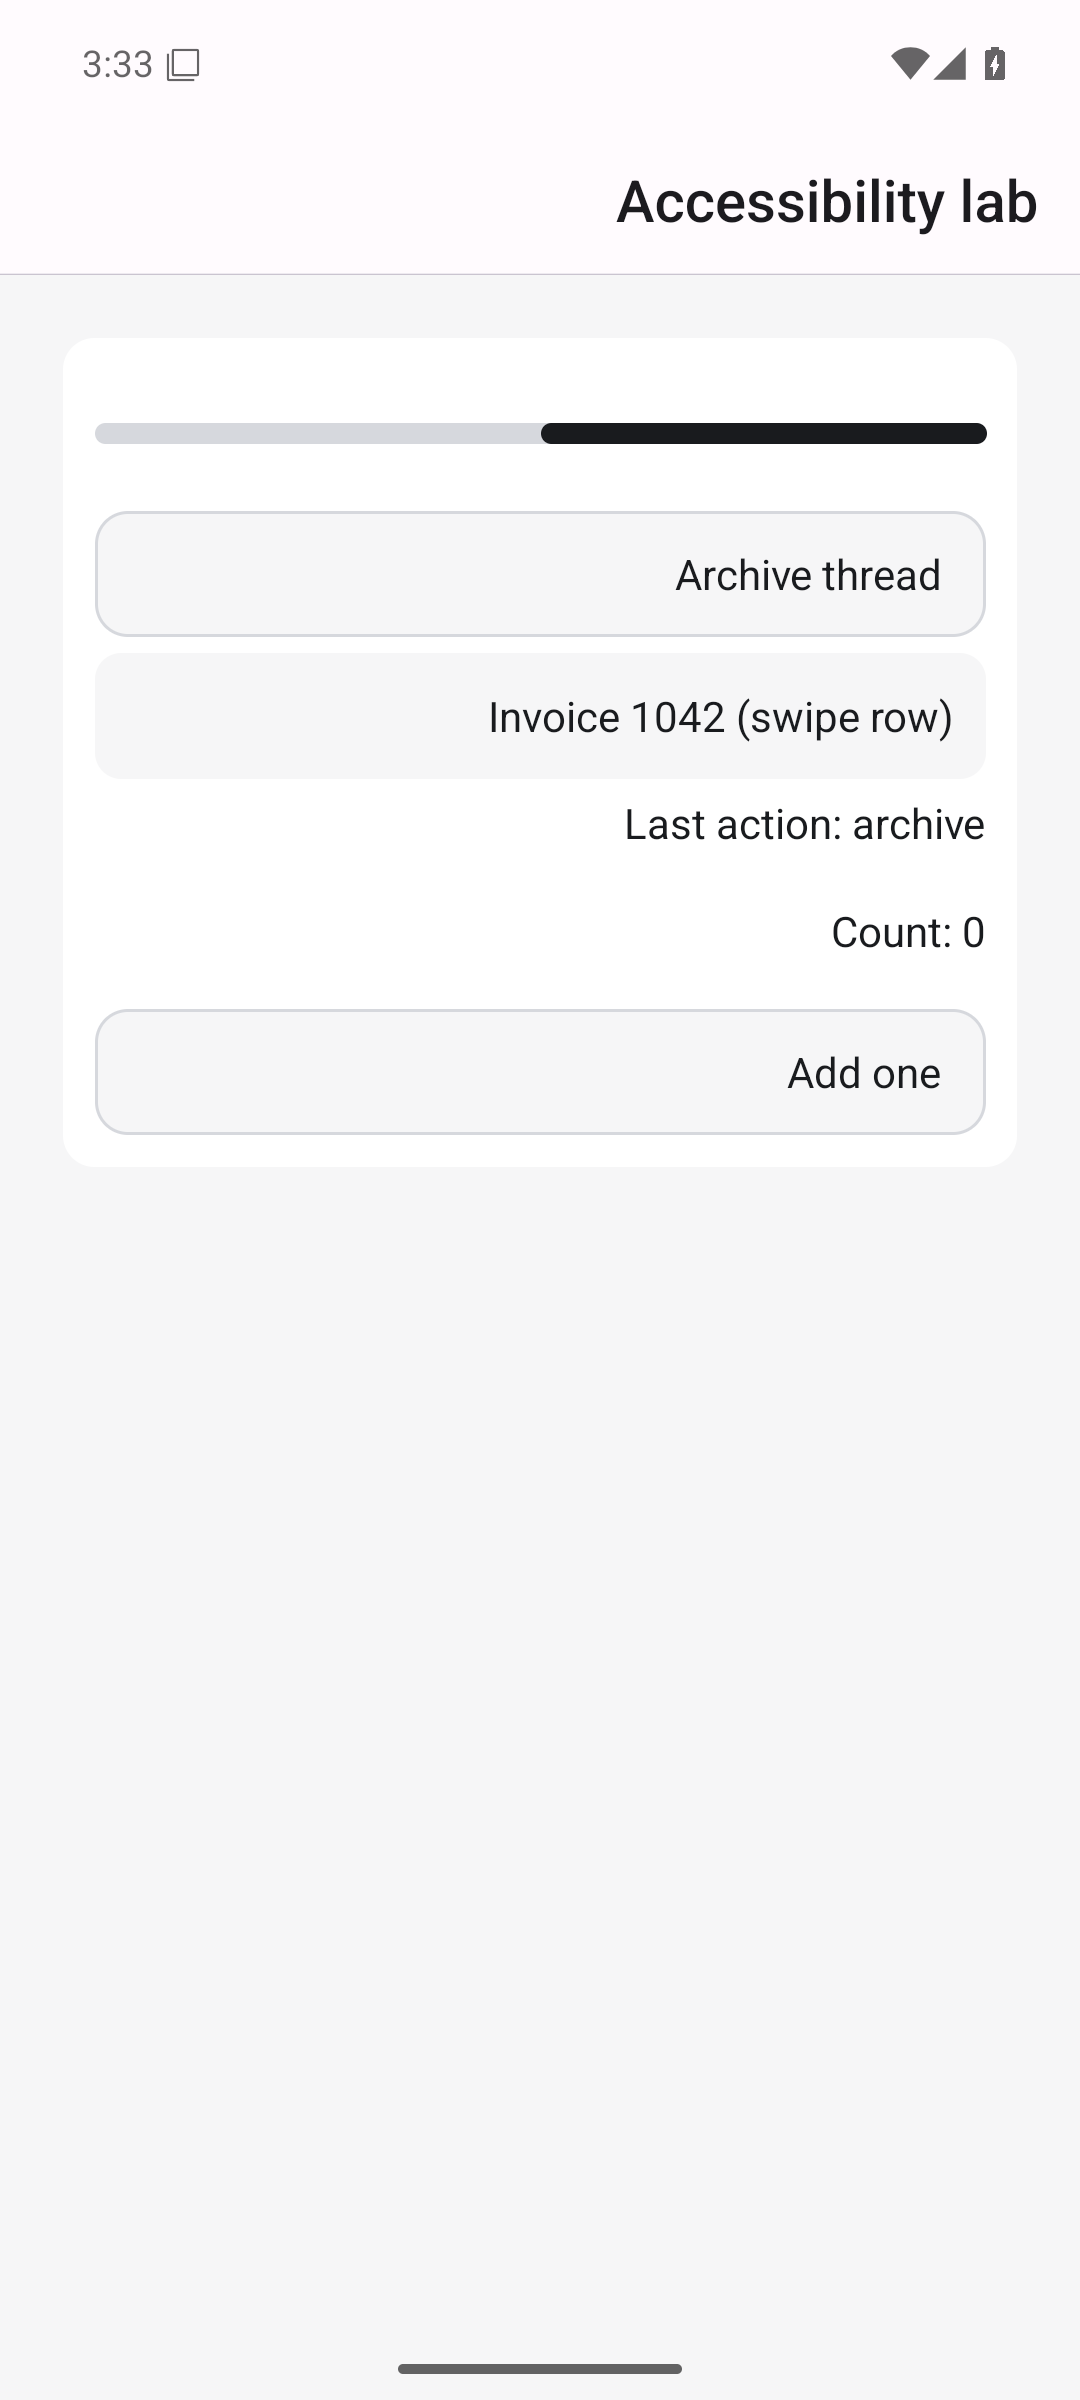 3:33
Accessibility lab
Archive thread
Invoice 1042 (swipe row)
Last action: archive
Count: 0
Add one